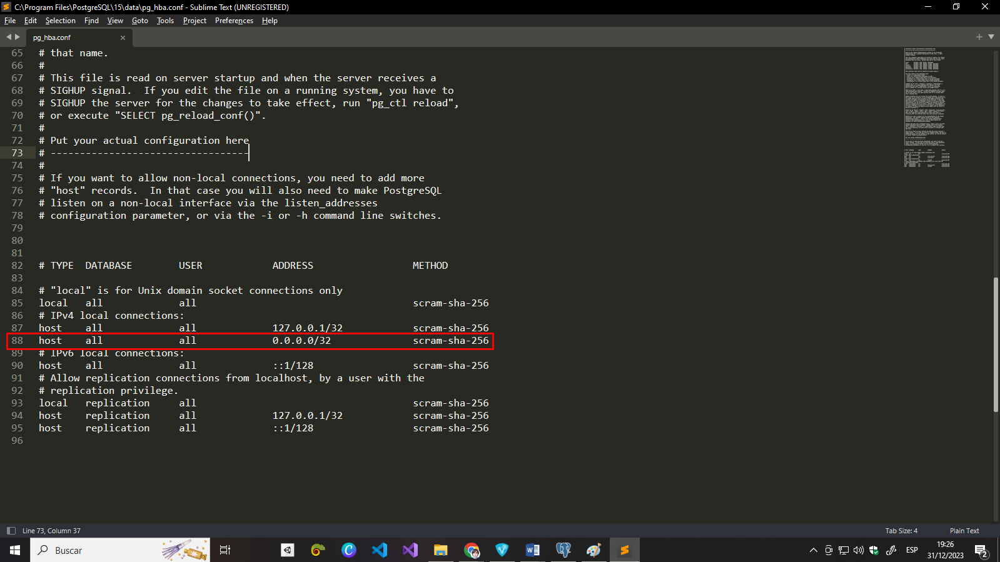 C:\Program Files\PostgreSQL\15\data\pg_hba.conf - Sublime Text (UNREGISTERED)
File Edit Selection Find View Goto Tools Project Preferences Help
pg_hba.conf
65 # that name.
66 #
67 # This file is read on server startup and when the server receives a
68 # SIGHUP signal.  If you edit the file on a running system, you have to
69 # SIGHUP the server for the changes to take effect, run "pg_ctl reload",
70 # or execute "SELECT pg_reload_conf()".
71 #
72 # Put your actual configuration here
73 # ----------------------------------
74 #
75 # If you want to allow non-local connections, you need to add more
76 # "host" records.  In that case you will also need to make PostgreSQL
77 # listen on a non-local interface via the listen_addresses
78 # configuration parameter, or via the -i or -h command line switches.
79
80
81
82 # TYPE  DATABASE        USER            ADDRESS                 METHOD
83
84 # "local" is for Unix domain socket connections only
85 local   all             all                                     scram-sha-256
86 # IPv4 local connections:
87 host    all             all             127.0.0.1/32            scram-sha-256
88 host    all             all             0.0.0.0/32              scram-sha-256
89 # IPv6 local connections:
90 host    all             all             ::1/128                 scram-sha-256
91 # Allow replication connections from localhost, by a user with the
92 # replication privilege.
93 local   replication     all                                     scram-sha-256
94 host    replication     all             127.0.0.1/32            scram-sha-256
95 host    replication     all             ::1/128                 scram-sha-256
96
Line 73, Column 37
Tab Size: 4
Plain Text
Buscar
ESP
19:26
31/12/2023
2